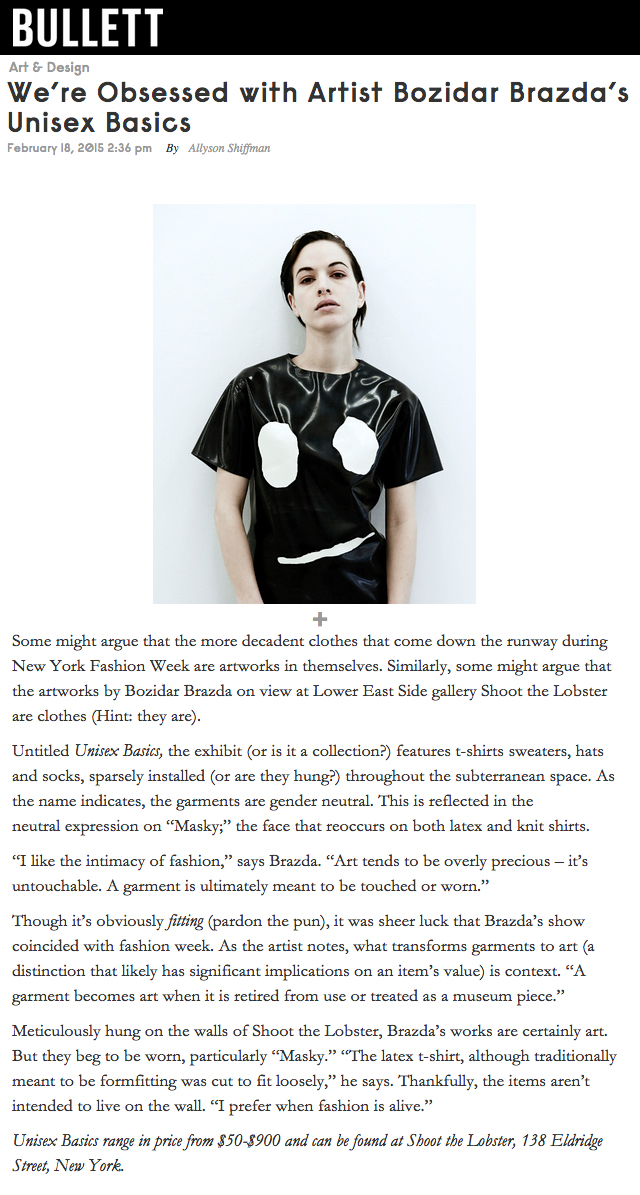 BULLETT
Art & Design
We're Obsessed with Artist Bozidar Brazda's
Unisex Basics
February 18, 2015 2:36 pm By Allyson Shiffman
Some might argue that the more decadent clothes that come down the runway during
New York Fashion Week are artworks in themselves. Similarly, some might argue that
the artworks by Bozidar Brazda on view at Lower East Side gallery Shoot the Lobster
are clothes (Hint: they are).
Untitled Unisex Basics, the exhibit (or is it a collection?) features t-shirts sweaters, hats
and socks, sparsely installed (or are they hung?) throughout the subterranean space. As
the name indicates, the garments are gender neutral. This is reflected in the
neutral expression on “Masky;” the face that reoccurs on both latex and knit shirts.
“I like the intimacy of fashion,” says Brazda. “Art tends to be overly precious – it’s
untouchable. A garment is ultimately meant to be touched or worn.”
Though it’s obviously fitting (pardon the pun), it was sheer luck that Brazda’s show
coincided with fashion week. As the artist notes, what transforms garments to art (a
distinction that likely has significant implications on an item’s value) is context. “A
garment becomes art when it is retired from use or treated as a museum piece.”
Meticulously hung on the walls of Shoot the Lobster, Brazda’s works are certainly art.
But they beg to be worn, particularly “Masky.” “The latex t-shirt, although traditionally
meant to be formfitting was cut to fit loosely,” he says. Thankfully, the items aren’t
intended to live on the wall. “I prefer when fashion is alive.”
Unisex Basics range in price from $50-$900 and can be found at Shoot the Lobster, 138 Eldridge
Street, New York.